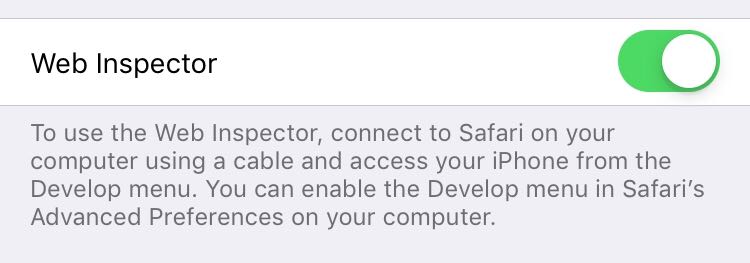 Web Inspector
To use the Web Inspector, connect to Safari on your
computer using a cable and access your iPhone from the
Develop menu. You can enable the Develop menu in Safari’s
Advanced Preferences on your computer.